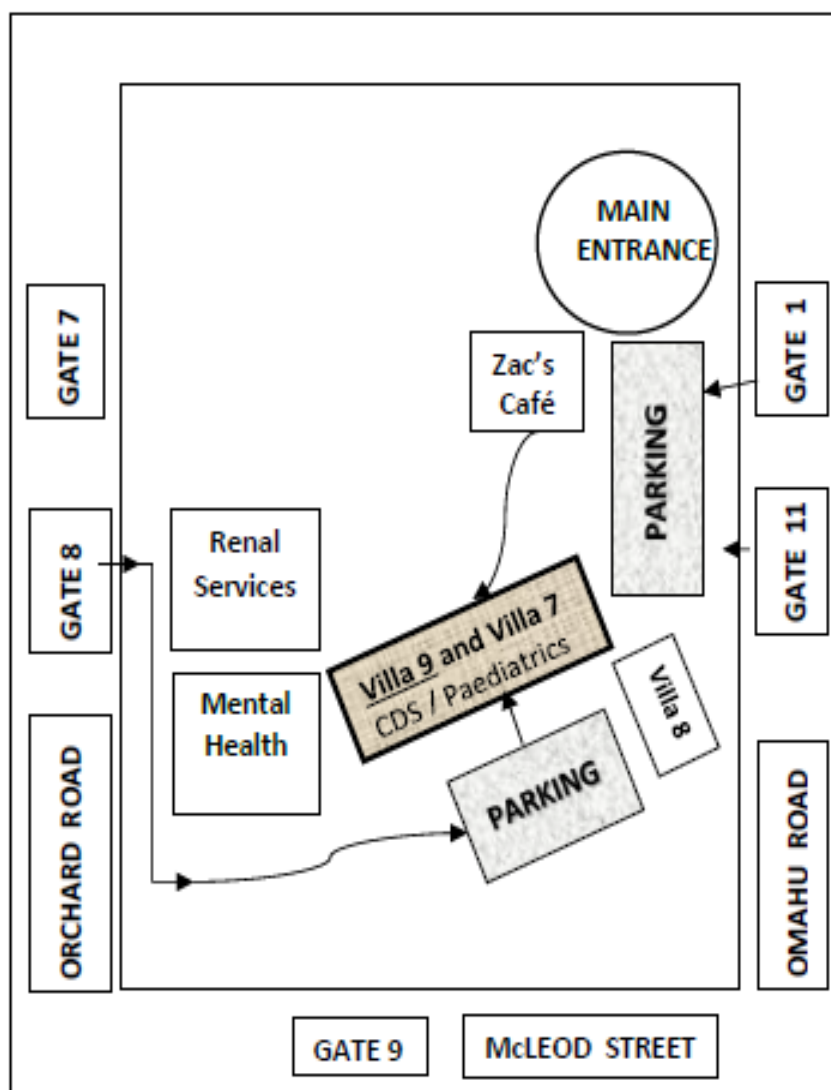 MAIN
ENTRANCE
GATE 7
GATE 1
Zac's
Café
PARKING
GATE 8
Renal
Services
GATE 11
Villa 9 and Villa 7
CDS / Paediatrics
Villa 8
Mental
Health
PARKING
ORCHARD ROAD
OMAHU ROAD
GATE 9
McLEOD STREET